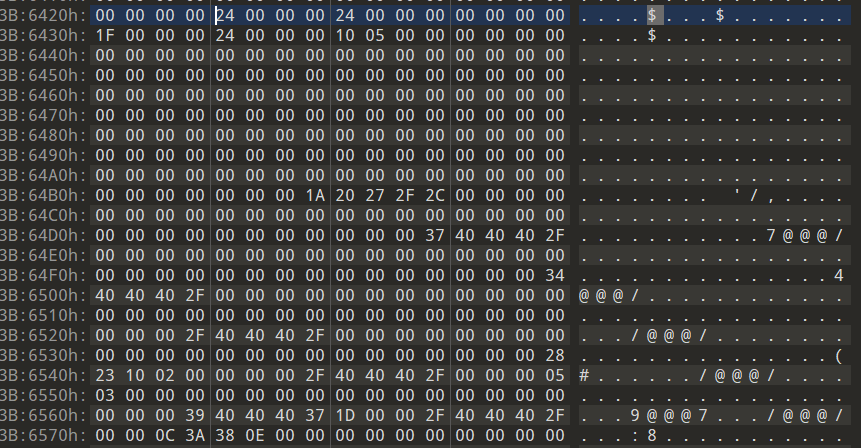 3B:6420h: 00 00 00 00 24 00 00 00 24 00 00 00 00 00 00 00 . . . . $ . . . $ . . . . . . .
3B:6430h: 1F 00 00 00 24 00 00 00 10 05 00 00 00 00 00 00 . . . . $ . . . . . . . . . . .
3B:6440h: 00 00 00 00 00 00 00 00 00 00 00 00 00 00 00 00 . . . . . . . . . . . . . . . .
3B:6450h: 00 00 00 00 00 00 00 00 00 00 00 00 00 00 00 00 . . . . . . . . . . . . . . . .
3B:6460h: 00 00 00 00 00 00 00 00 00 00 00 00 00 00 00 00 . . . . . . . . . . . . . . . .
3B:6470h: 00 00 00 00 00 00 00 00 00 00 00 00 00 00 00 00 . . . . . . . . . . . . . . . .
3B:6480h: 00 00 00 00 00 00 00 00 00 00 00 00 00 00 00 00 . . . . . . . . . . . . . . . .
3B:6490h: 00 00 00 00 00 00 00 00 00 00 00 00 00 00 00 00 . . . . . . . . . . . . . . . .
3B:64A0h: 00 00 00 00 00 00 00 00 00 00 00 00 00 00 00 00 . . . . . . . . . . . . . . . .
3B:64B0h: 00 00 00 00 00 00 00 1A 20 27 2F 2C 00 00 00 00 . . . . . . . .   ' / , . . . .
3B:64C0h: 00 00 00 00 00 00 00 00 00 00 00 00 00 00 00 00 . . . . . . . . . . . . . . . .
3B:64D0h: 00 00 00 00 00 00 00 00 00 00 00 37 40 40 40 2F . . . . . . . . . . . 7 @ @ @ /
3B:64E0h: 00 00 00 00 00 00 00 00 00 00 00 00 00 00 00 00 . . . . . . . . . . . . . . . .
3B:64F0h: 00 00 00 00 00 00 00 00 00 00 00 00 00 00 00 34 . . . . . . . . . . . . . . . 4
3B:6500h: 40 40 40 2F 00 00 00 00 00 00 00 00 00 00 00 00 @ @ @ / . . . . . . . . . . . .
3B:6510h: 00 00 00 00 00 00 00 00 00 00 00 00 00 00 00 00 . . . . . . . . . . . . . . . .
3B:6520h: 00 00 00 2F 40 40 40 2F 00 00 00 00 00 00 00 00 . . . / @ @ @ / . . . . . . . .
3B:6530h: 00 00 00 00 00 00 00 00 00 00 00 00 00 00 00 28 . . . . . . . . . . . . . . . (
3B:6540h: 23 10 02 00 00 00 00 2F 40 40 40 2F 00 00 00 05 # . . . . . . / @ @ @ / . . . .
3B:6550h: 03 00 00 00 00 00 00 00 00 00 00 00 00 00 00 00 . . . . . . . . . . . . . . . .
3B:6560h: 00 00 00 39 40 40 40 37 1D 00 00 2F 40 40 40 2F . . . 9 @ @ @ 7 . . . / @ @ @ /
3B:6570h: 00 00 0C 3A 38 0E 00 00 00 00 00 00 00 00 00 00 . . . : 8 . . . . . . . . . . .